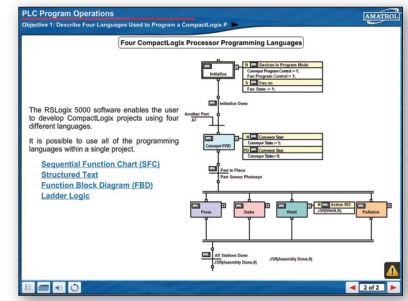 PLC Program Operations
AMATROL
Objective 1: Describe Four Languages Used to Program a CompactLogix P
Four CompactLogix Processor Programming Languages
The RSLogix 5000 software enables the user
to develop CompactLogix projects using four
different languages.
It is possible to use all of the programming
languages within a single project.
Sequential Function Chart (SFC)
Structured Text
Function Block Diagram (FBD)
Ladder Logic
Initialize
N Devices in Program Mode
Conveyor Program Control := 1;
Fan Program Control := 1;
S Fan on
Fan State := 1;
Initialize Done
Another Part
Conveyor FWD
N Conveyor Start
Conveyor State := 1;
PD Conveyor Stop
Conveyor State := 0;
Part in Place
Part Sensor Photoeye
Press
Stake
Weld
N Action 003
Palletize
All Stations Done
JSR(Assembly Done,0)
JSR(Assembly Done,0)
2 of 2